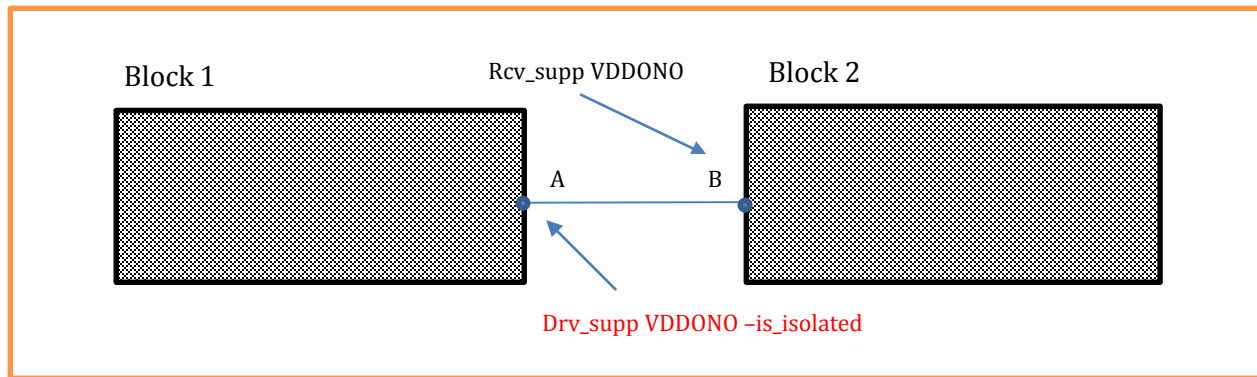 Block 1
Rcv_supp VDDONO
Block 2
A
B
Drv_supp VDDONO –is_isolated